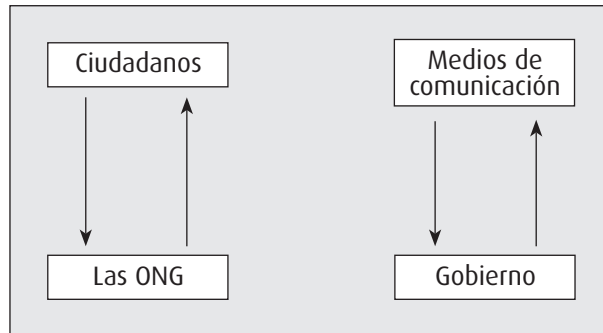 Ciudadanos
Medios de
comunicación
Las ONG
Gobierno